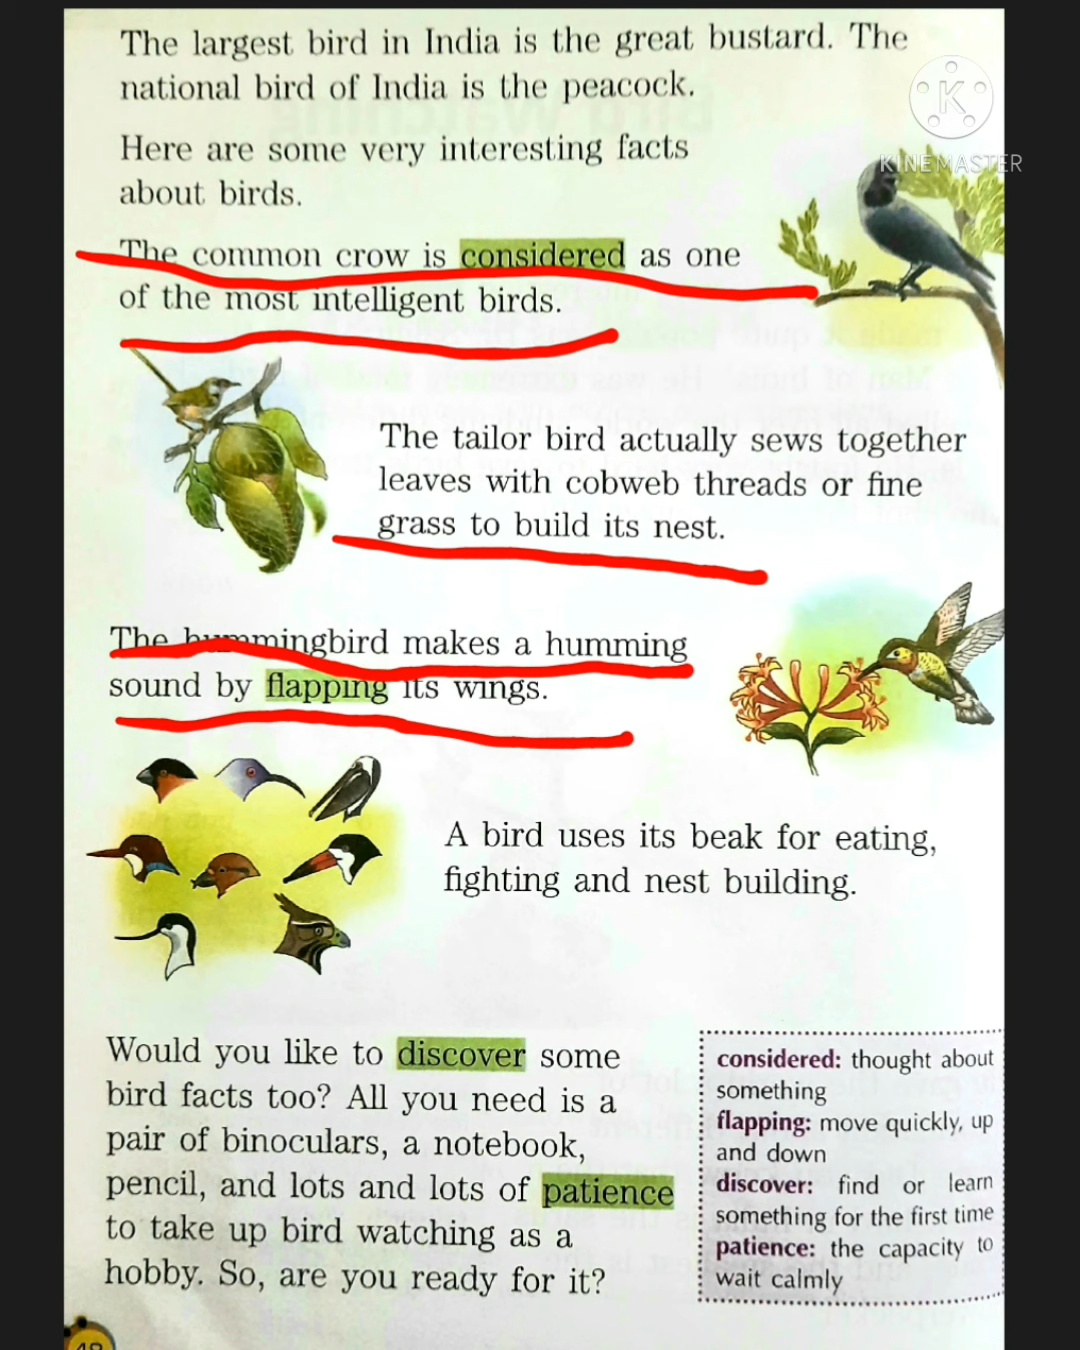 The largest bird in India is the great bustard. The
national bird of India is the peacock.
Here are some very interesting facts
about birds.
The common crow is considered as one
of the most intelligent birds.
The tailor bird actually sews together
leaves with cobweb threads or fine
grass to build its nest.
The hummingbird makes a humming
sound by flapping its wings.
A bird uses its beak for eating,
fighting and nest building.
Would you like to discover some
bird facts too? All you need is a
pair of binoculars, a notebook,
pencil, and lots and lots of patience
to take up bird watching as a
hobby. So, are you ready for it?
considered: thought about
something
flapping: move quickly, up
and down
discover: find or learn
something for the first time
patience: the capacity to
wait calmly
K
KINEMASTER